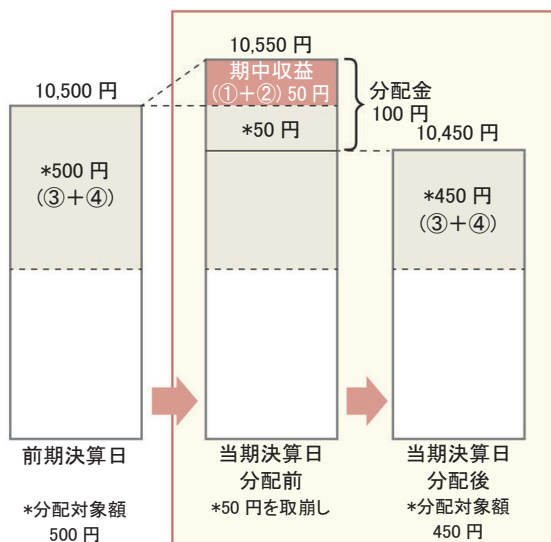 10,500 円
*500 円
(③+④)
前期決算日
*分配対象額
500 円
10,550 円
期中収益
(①+②) 50 円
*50 円
分配金
100 円
当期決算日
分配前
*50 円を取崩し
10,450 円
*450 円
(③+④)
当期決算日
分配後
*分配対象額
450 円